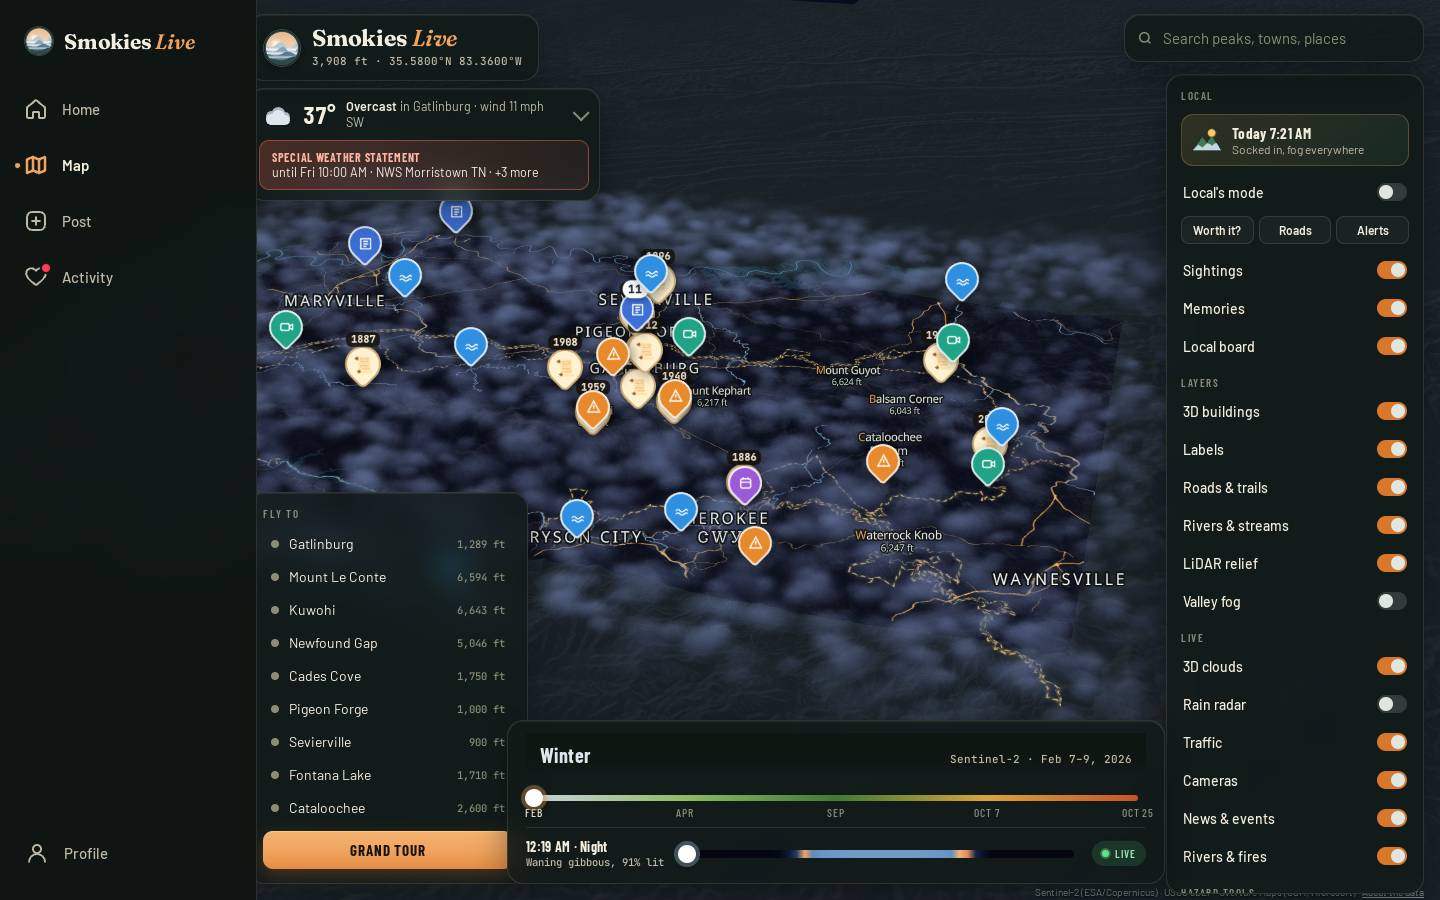 Smokies Live
Home
Map
Post
Activity
Profile
Smokies Live
3,908 ft · 35.5800°N 83.3600°W
37° Overcast in Gatlinburg · wind 11 mph
SW
SPECIAL WEATHER STATEMENT
until Fri 10:00 AM · NWS Morristown TN · +3 more
Search peaks, towns, places
MARYVILLE
1887
1908
11
1959
1940
Mount Guyot
6,624 ft
6,217 ft
Balsam Corner
6,043 ft
Cataloochee
1886
Waterrock Knob
6,247 ft
WAYNESVILLE
FLY TO
Gatlinburg 1,289 ft
Mount Le Conte 6,594 ft
Kuwohi 6,643 ft
Newfound Gap 5,046 ft
Cades Cove 1,750 ft
Pigeon Forge 1,000 ft
Sevierville 900 ft
Fontana Lake 1,710 ft
Cataloochee 2,600 ft
GRAND TOUR
Winter
Sentinel-2 · Feb 7–9, 2026
FEB APR SEP OCT 7 OCT 25
12:19 AM · Night
Waning gibbous, 91% lit
LIVE
LOCAL
Today 7:21 AM
Socked in, fog everywhere
Local's mode
Worth it? Roads Alerts
Sightings
Memories
Local board
LAYERS
3D buildings
Labels
Roads & trails
Rivers & streams
LiDAR relief
Valley fog
LIVE
3D clouds
Rain radar
Traffic
Cameras
News & events
Rivers & fires
Sentinel-2 (ESA/Copernicus)